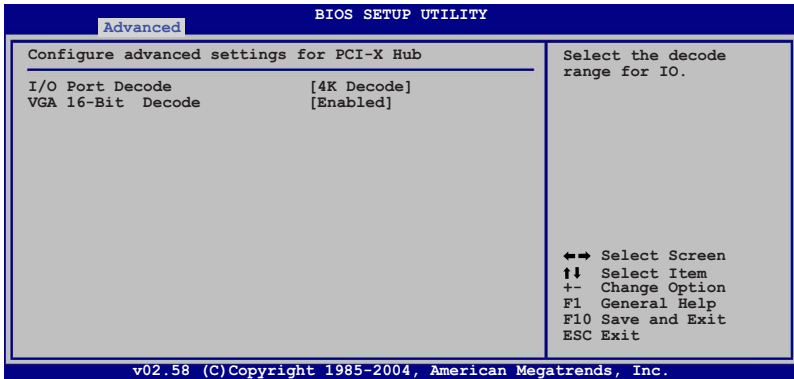 BIOS SETUP UTILITY
Advanced
Configure advanced settings for PCI-X Hub
I/O Port Decode [4K Decode]
VGA 16-Bit Decode [Enabled]
Select the decode
range for IO.
←→ Select Screen
↑↓ Select Item
+- Change Option
F1 General Help
F10 Save and Exit
ESC Exit
v02.58 (C)Copyright 1985-2004, American Megatrends, Inc.